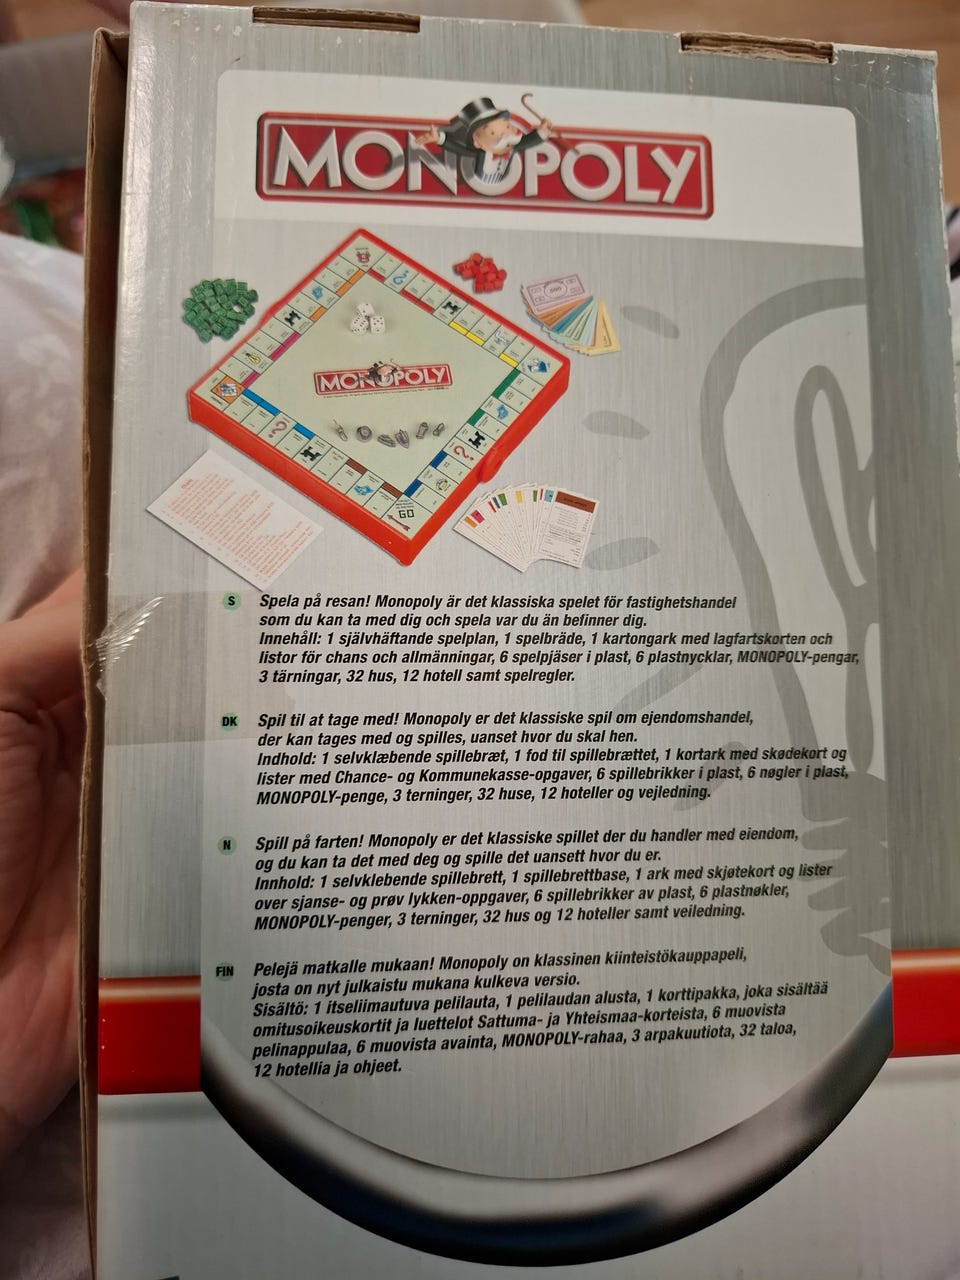 MONOPOLY
500
MONOPOLY
GO
S Spela på resan! Monopoly är det klassiska spelet för fastighetshandel
som du kan ta med dig och spela var du än befinner dig.
Innehåll: 1 självhäftande spelplan, 1 spelbräde, 1 kartongark med lagfartskorten och
listor för chans och allmänningar, 6 spelpjäser i plast, 6 plastnycklar, MONOPOLY-pengar,
3 tärningar, 32 hus, 12 hotell samt spelregler.
DK Spil til at tage med! Monopoly er det klassiske spil om ejendomshandel,
der kan tages med og spilles, uanset hvor du skal hen.
Indhold: 1 selvklæbende spillebræt, 1 fod til spillebrættet, 1 kortark med skødekort og
lister med Chance- og Kommunekasse-opgaver, 6 spillebrikker i plast, 6 nøgler i plast,
MONOPOLY-penge, 3 terninger, 32 huse, 12 hoteller og vejledning.
N Spill på farten! Monopoly er det klassiske spillet der du handler med eiendom,
og du kan ta det med deg og spille det uansett hvor du er.
Innhold: 1 selvklebende spillebrett, 1 spillebrettbase, 1 ark med skjøtekort og lister
over sjanse- og prøv lykken-oppgaver, 6 spillebrikker av plast, 6 plastnøkler,
MONOPOLY-penger, 3 terninger, 32 hus og 12 hoteller samt veiledning.
FIN Pelejä matkalle mukaan! Monopoly on klassinen kiinteistökauppapeli,
josta on nyt julkaistu mukana kulkeva versio.
Sisältö: 1 itseliimautuva pelilauta, 1 pelilaudan alusta, 1 korttipakka, joka sisältää
omitusoikeuskortit ja luettelot Sattuma- ja Yhteismaa-korteista, 6 muovista
pelinappulaa, 6 muovista avainta, MONOPOLY-rahaa, 3 arpakuutiota, 32 taloa,
12 hotellia ja ohjeet.